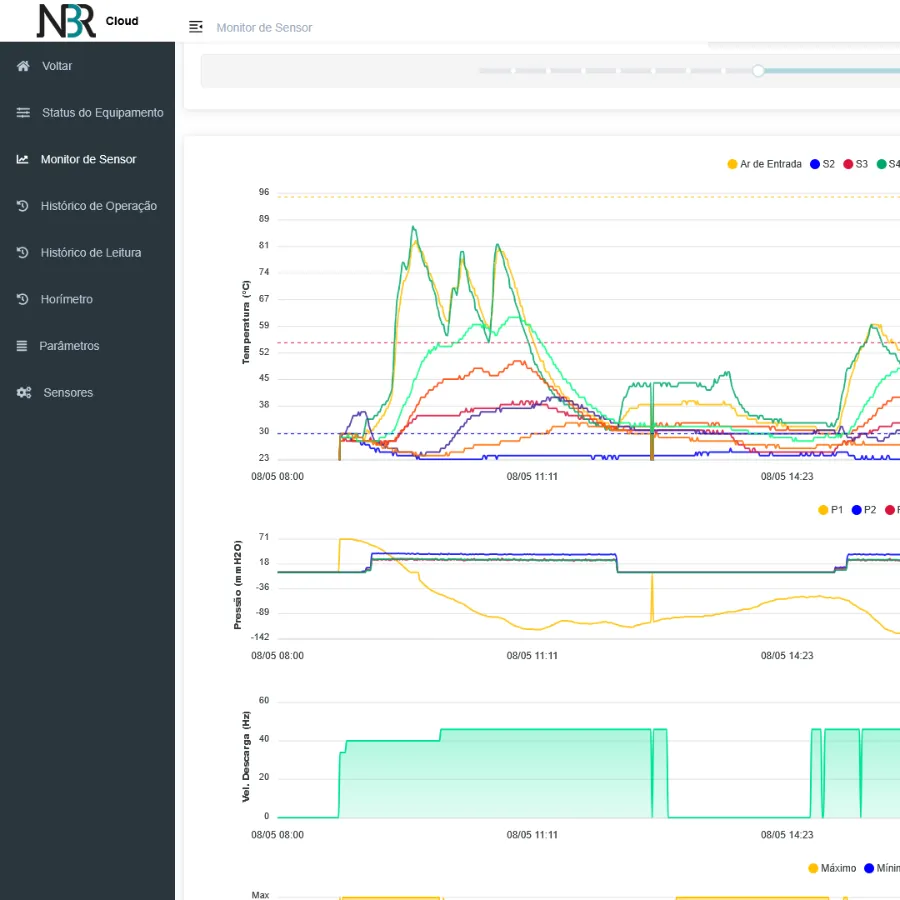 NBR Cloud
Monitor de Sensor
Voltar
Status do Equipamento
Monitor de Sensor
Histórico de Operação
Histórico de Leitura
Horímetro
Parâmetros
Sensores
Ar de Entrada S2 S3 S4
Temperatura (°C)
96
89
81
74
67
59
52
45
38
30
23
08/05 08:00 08/05 11:11 08/05 14:23
P1 P2
Pressão (mmH2O)
71
18
-36
-89
-142
08/05 08:00 08/05 11:11 08/05 14:23
Vel. Descarga (Hz)
60
40
20
0
08/05 08:00 08/05 11:11 08/05 14:23
Máximo Mínim
Max